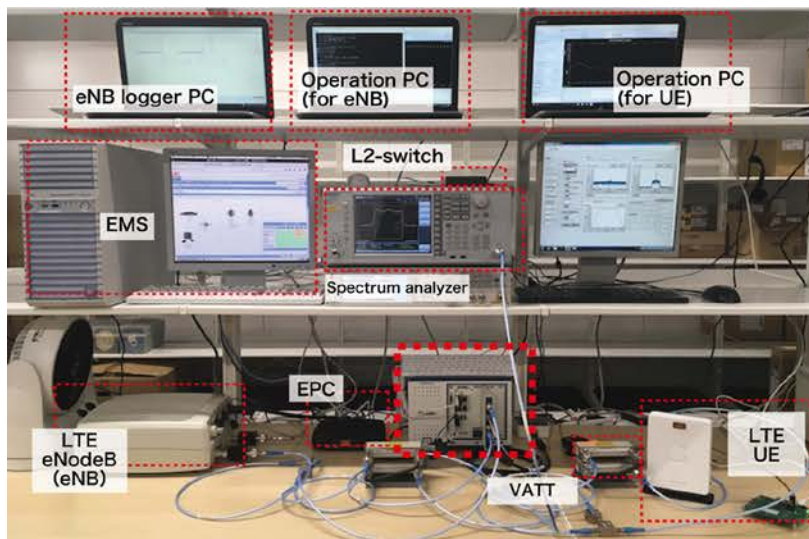 eNB logger PC
Operation PC
(for eNB)
Operation PC
(for UE)
L2-switch
EMS
Spectrum analyzer
EPC
LTE
eNodeB
(eNB)
VATT
LTE
UE